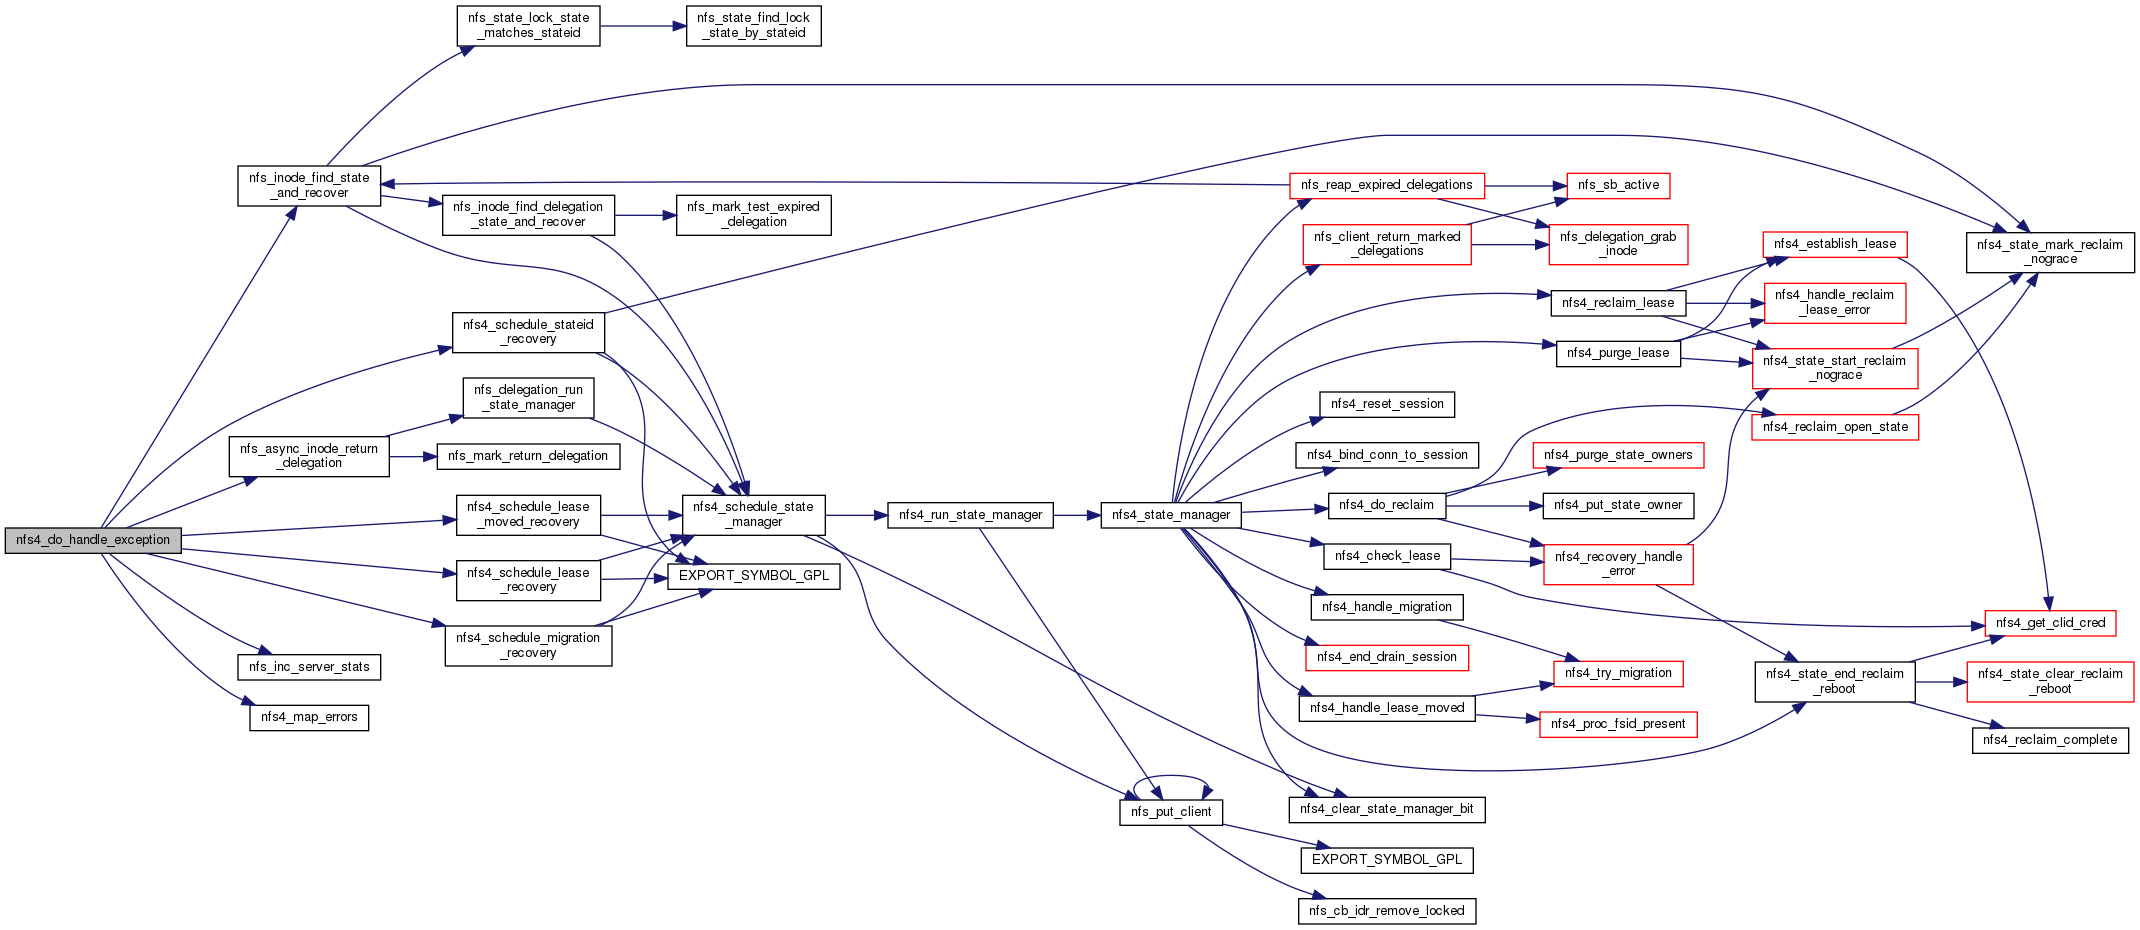 nfs_state_lock_state
_matches_stateid
nfs_state_find_lock
_state_by_stateid
nfs_inode_find_state
_and_recover
nfs_inode_find_delegation
_state_and_recover
nfs_mark_test_expired
_delegation
nfs4_schedule_stateid
_recovery
nfs_delegation_run
_state_manager
nfs_async_inode_return
_delegation
nfs_mark_return_delegation
nfs4_schedule_lease
_moved_recovery
nfs4_do_handle_exception
nfs4_schedule_lease
_recovery
nfs4_schedule_migration
_recovery
nfs_inc_server_stats
nfs4_map_errors
nfs4_schedule_state
_manager
EXPORT_SYMBOL_GPL
nfs4_run_state_manager
nfs4_state_manager
nfs_put_client
nfs_reap_expired_delegations
nfs_sb_active
nfs_client_return_marked
_delegations
nfs_delegation_grab
_inode
nfs4_reclaim_lease
nfs4_purge_lease
nfs4_reset_session
nfs4_bind_conn_to_session
nfs4_do_reclaim
nfs4_purge_state_owners
nfs4_put_state_owner
nfs4_check_lease
nfs4_recovery_handle
_error
nfs4_handle_migration
nfs4_end_drain_session
nfs4_try_migration
nfs4_handle_lease_moved
nfs4_proc_fsid_present
nfs4_clear_state_manager_bit
EXPORT_SYMBOL_GPL
nfs_cb_idr_remove_locked
nfs4_establish_lease
nfs4_handle_reclaim
_lease_error
nfs4_state_start_reclaim
_nograce
nfs4_reclaim_open_state
nfs4_state_end_reclaim
_reboot
nfs4_state_mark_reclaim
_nograce
nfs4_get_clid_cred
nfs4_state_clear_reclaim
_reboot
nfs4_reclaim_complete